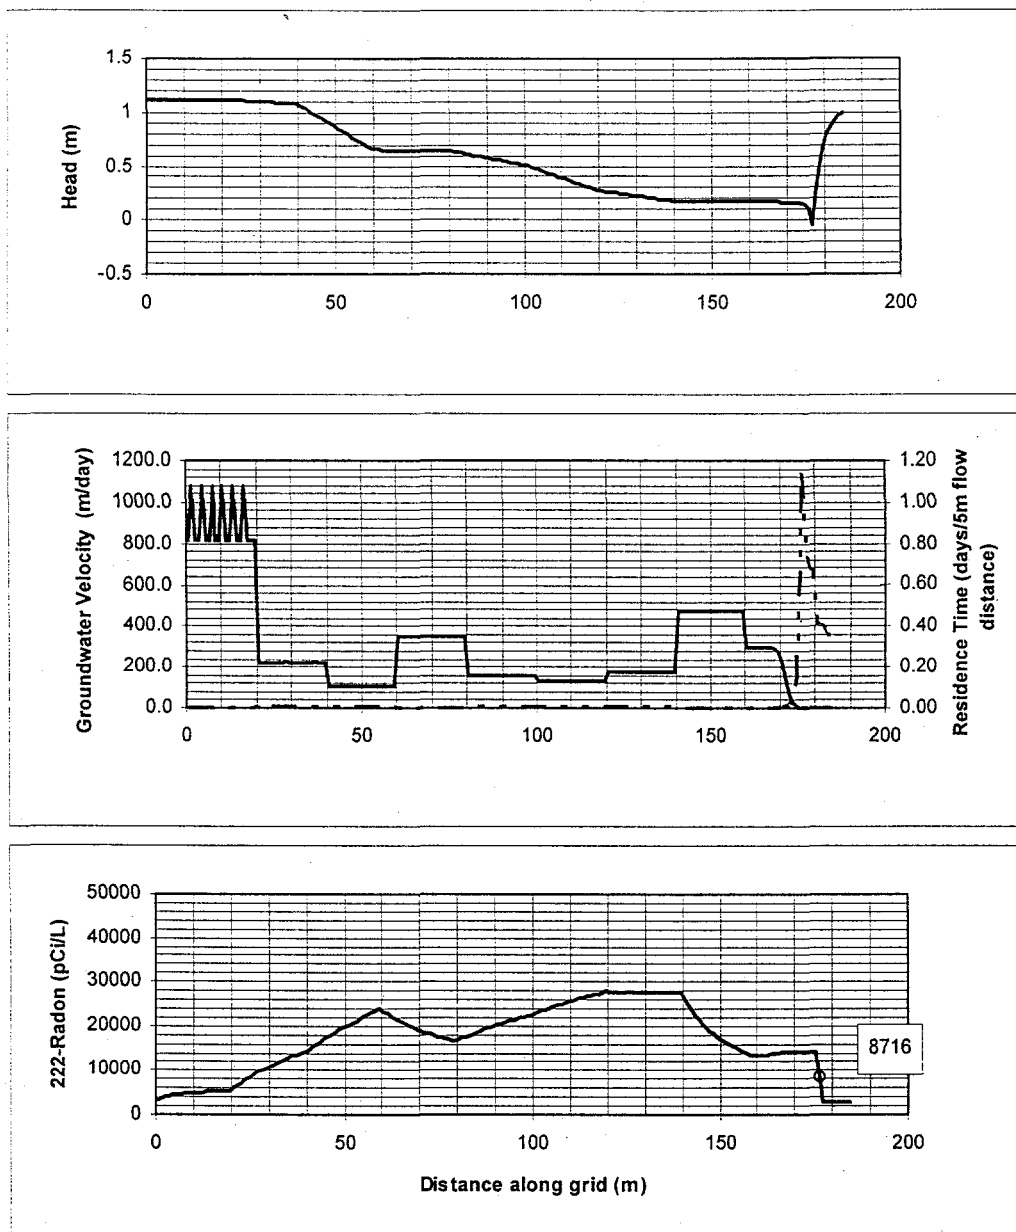 1.5
1
0.5
0
-0.5
Head (m)
0 50 100 150 200
1200.0
1000.0
800.0
600.0
400.0
200.0
0.0
Groundwater Velocity (m/day)
1.20
1.00
0.80
0.60
0.40
0.20
0.00
Residence Time (days/5m flow
distance)
0 50 100 150 200
50000
40000
30000
20000
10000
0
222-Radon (pCi/L)
8716
0 50 100 150 200
Distance along grid (m)